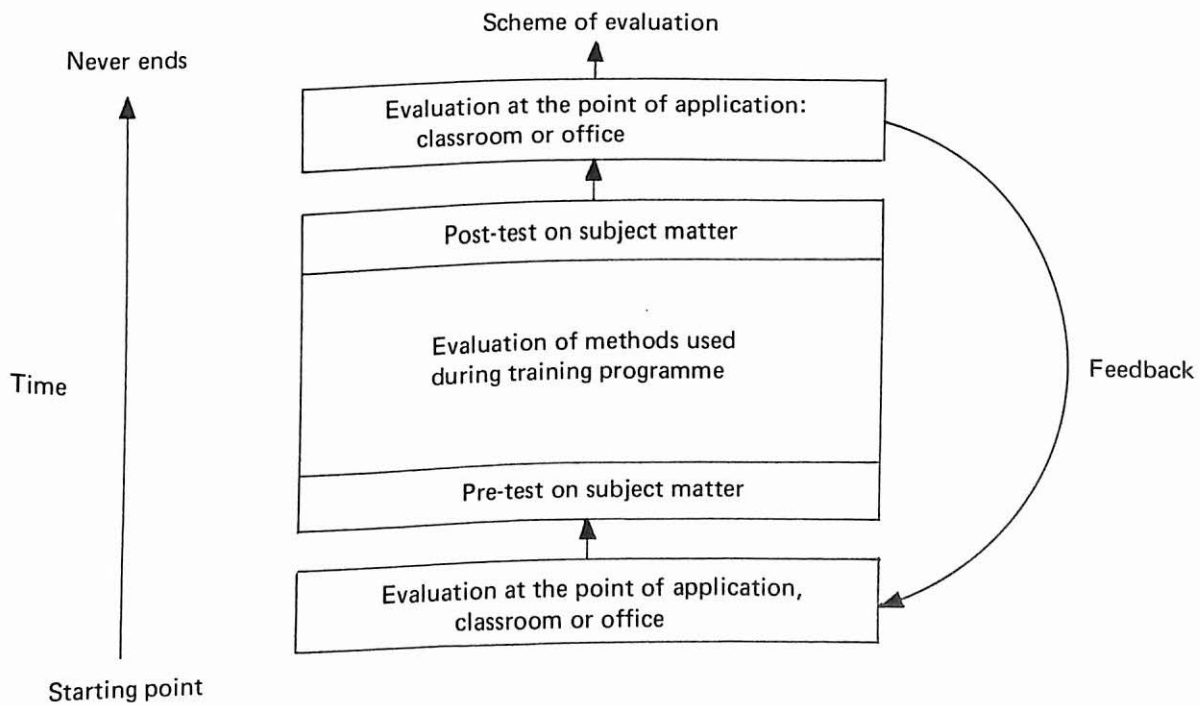 Scheme of evaluation
Never ends
Evaluation at the point of application:
classroom or office
Post-test on subject matter
Evaluation of methods used
during training programme
Time
Feedback
Pre-test on subject matter
Evaluation at the point of application,
classroom or office
Starting point